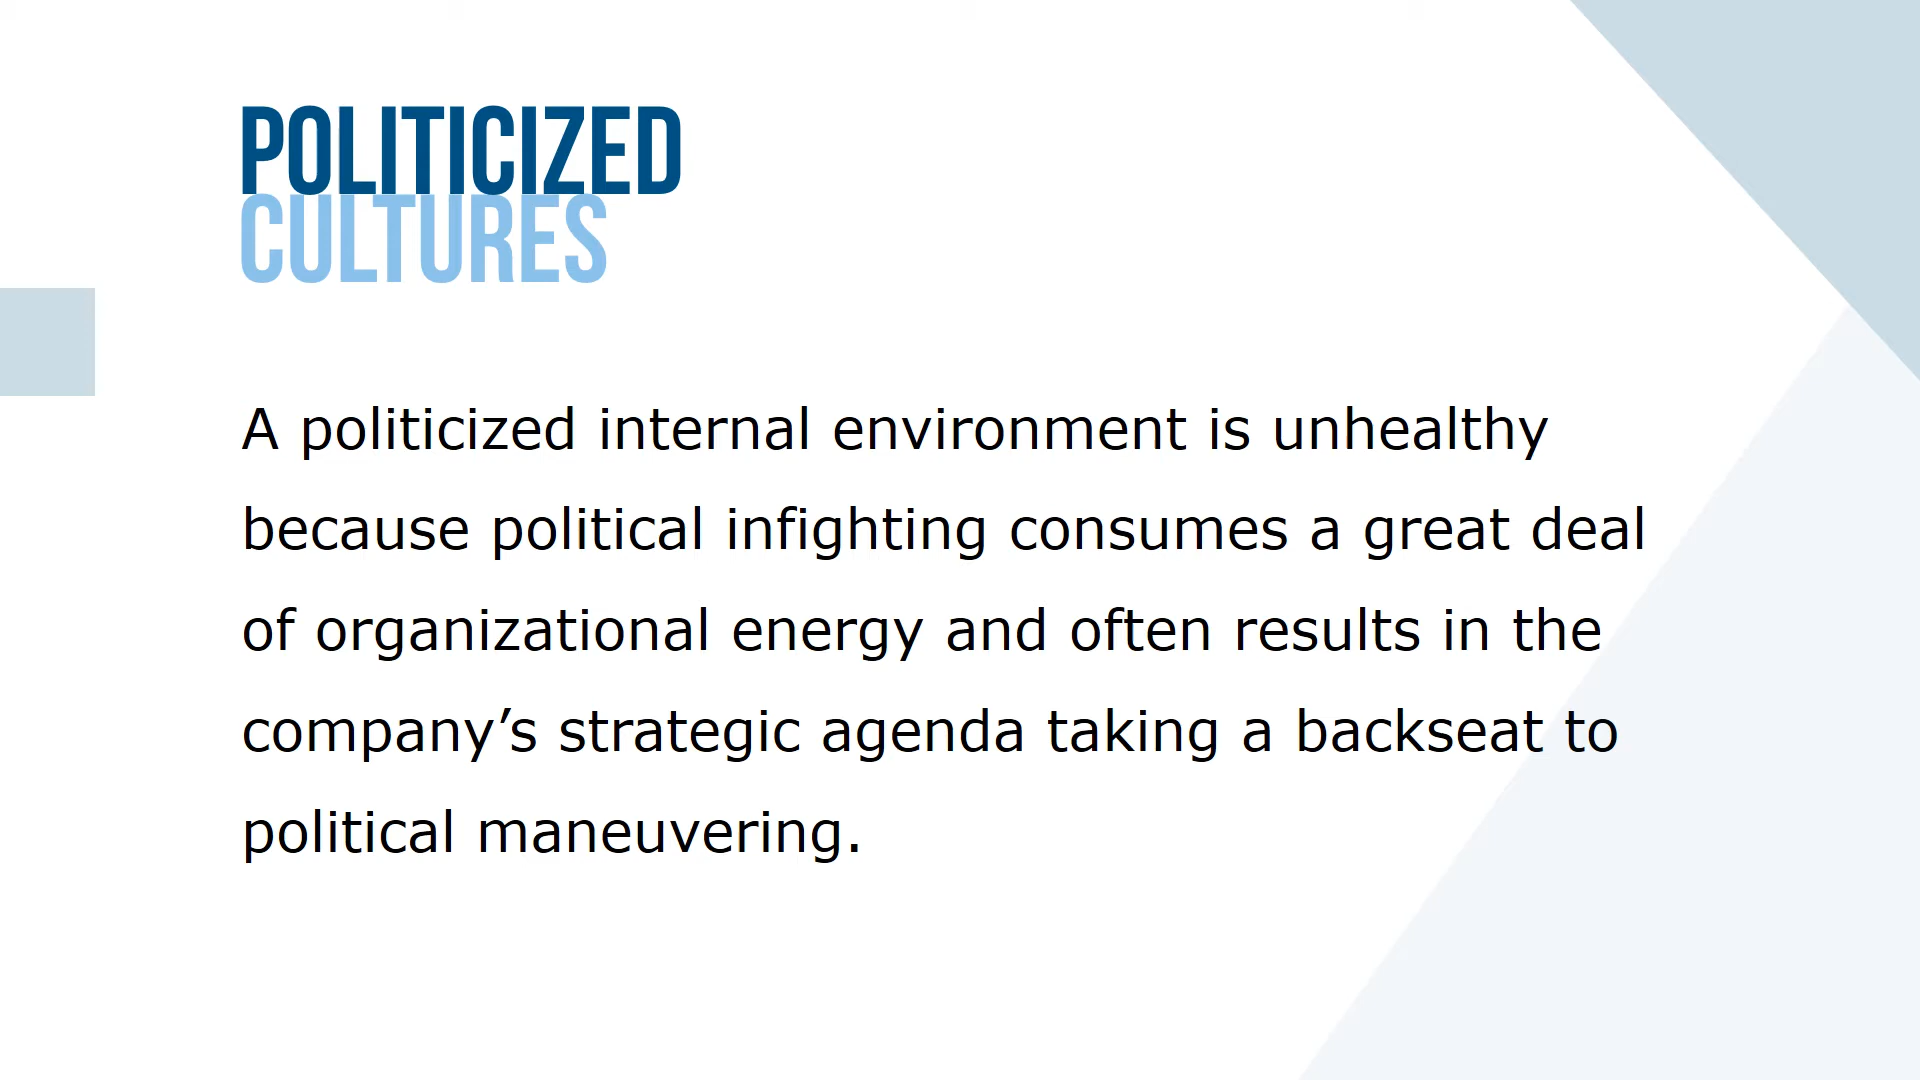 POLITICIZED
CULTURES
A politicized internal environment is unhealthy
because political infighting consumes a great deal
of organizational energy and often results in the
company’s strategic agenda taking a backseat to
political maneuvering.